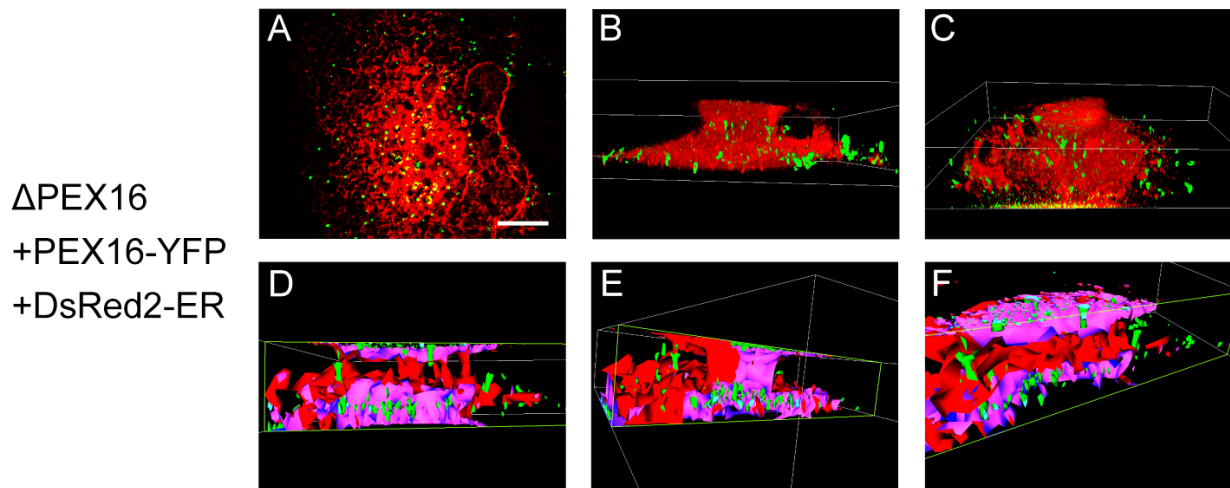 A
B
C
ΔPEX16
+PEX16-YFP
+DsRed2-ER
D
E
F